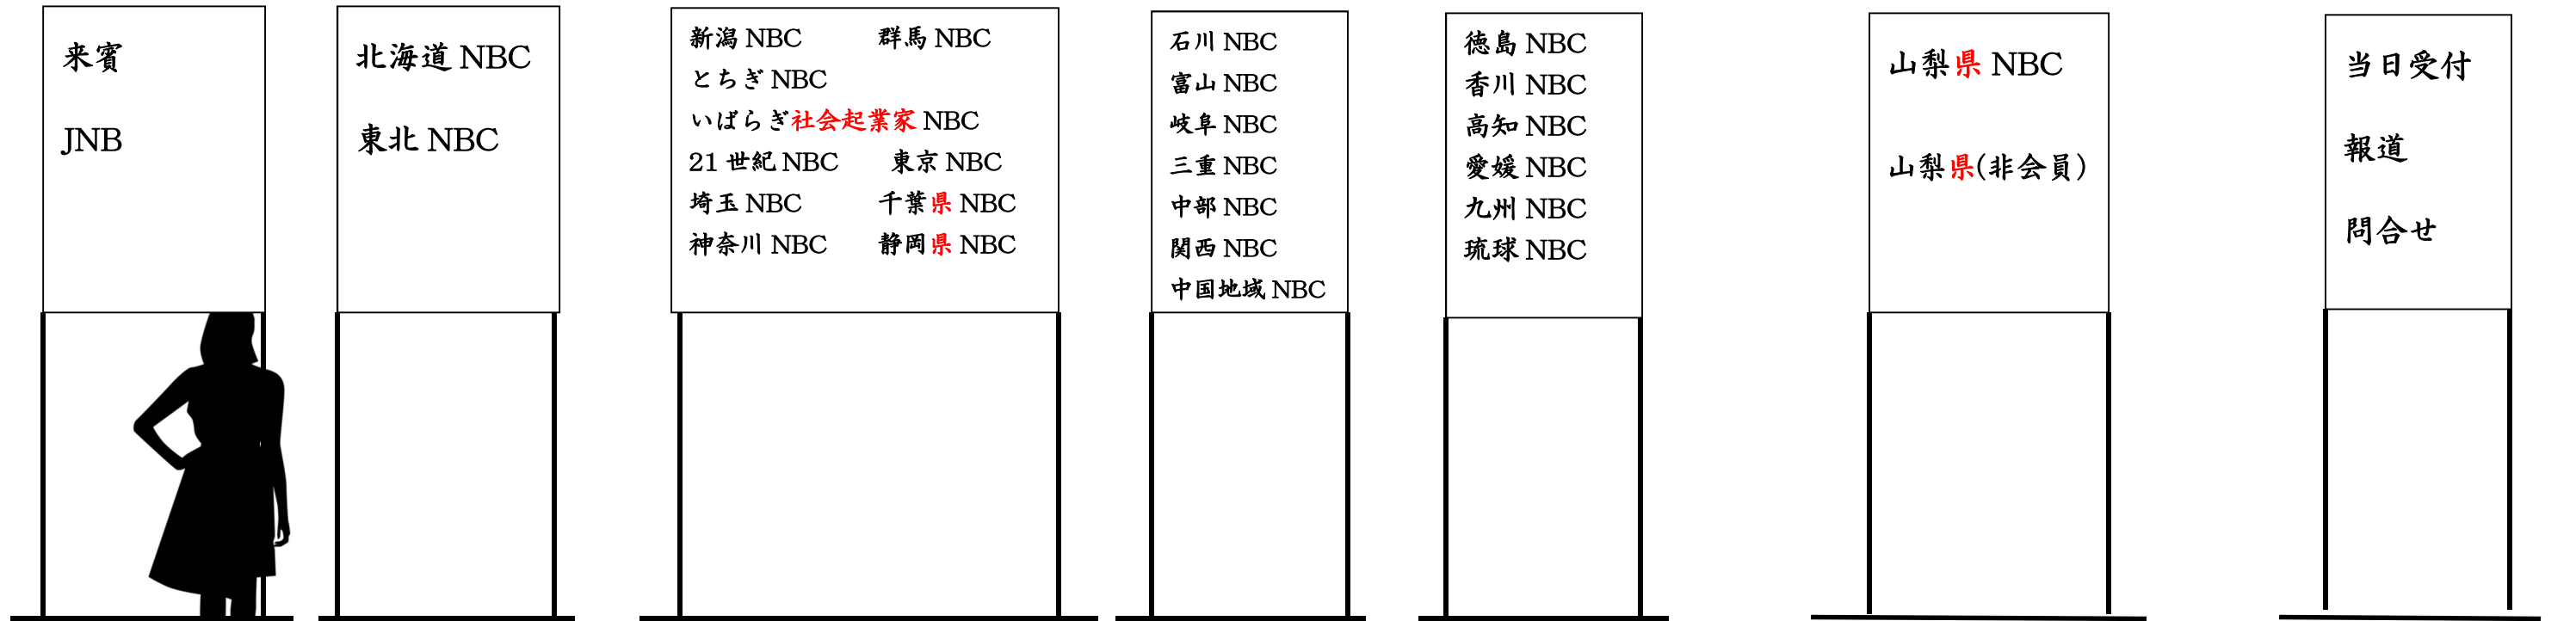 来賓
JNB
北海道 NBC
東北 NBC
新潟 NBC 群馬 NBC
とちぎ NBC
いばらぎ社会起業家 NBC
21 世紀 NBC 東京 NBC
埼玉 NBC 千葉県 NBC
神奈川 NBC 静岡県 NBC
石川 NBC
富山 NBC
岐阜 NBC
三重 NBC
中部 NBC
関西 NBC
中国地域 NBC
徳島 NBC
香川 NBC
高知 NBC
愛媛 NBC
九州 NBC
琉球 NBC
山梨県 NBC
山梨県(非会員)
当日受付
報道
問合せ